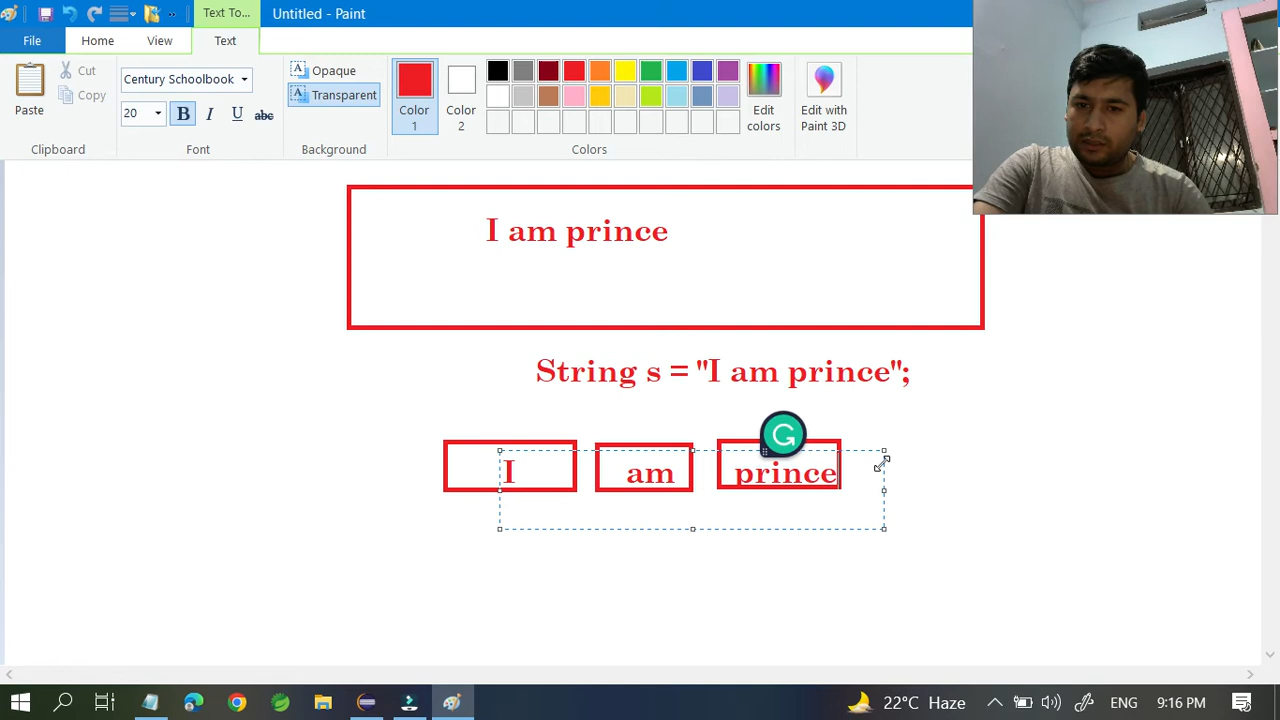 Text To...
Untitled - Paint
File
Home
View
Text
Paste
Cut
Copy
Clipboard
Century Schoolbook
20
B
I
U
abc
Font
A
Opaque
A
Transparent
Background
Color 1
Color 2
Edit colors
Edit with Paint 3D
Colors
I am prince
String s = "I am prince";
I am prince
G
22°C Haze
ENG
9:16 PM